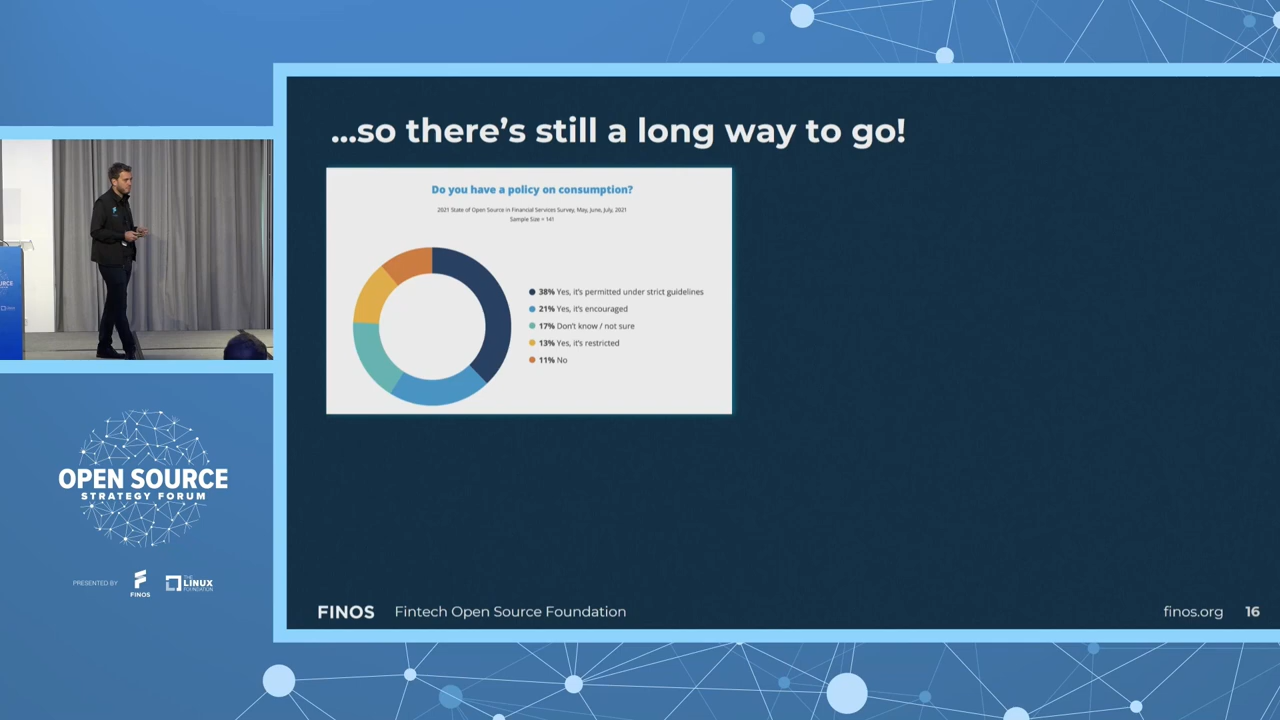 ...so there's still a long way to go!
Do you have a policy on consumption?
2021 State of Open Source in Financial Services Survey, May, June, July, 2021
Sample Size = 141
38% Yes, it's permitted under strict guidelines
21% Yes, it's encouraged
17% Don't know / not sure
13% Yes, it's restricted
11% No
OPEN SOURCE
STRATEGY FORUM
PRESENTED BY
FINOS
THE
LINUX
FOUNDATION
FINOS Fintech Open Source Foundation
finos.org 16